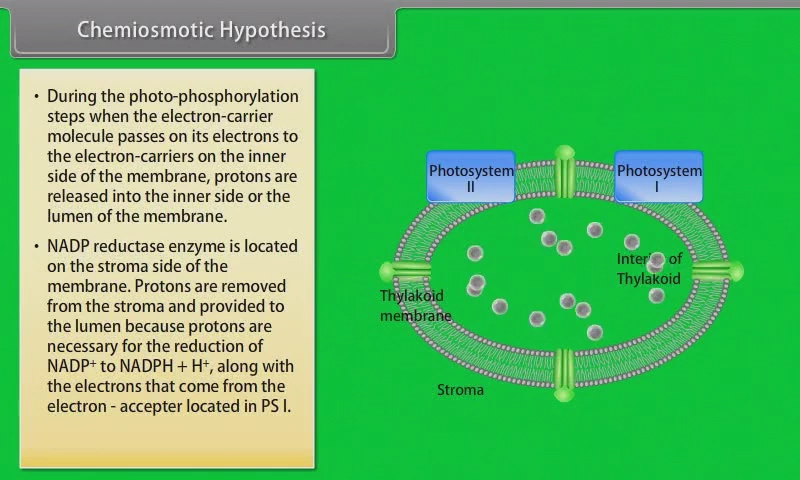 Chemiosmotic Hypothesis
• During the photo-phosphorylation
steps when the electron-carrier
molecule passes on its electrons to
the electron-carriers on the inner
side of the membrane, protons are
released into the inner side or the
lumen of the membrane.
• NADP reductase enzyme is located
on the stroma side of the
membrane. Protons are removed
from the stroma and provided to
the lumen because protons are
necessary for the reduction of
NADP⁺ to NADPH + H⁺, along with
the electrons that come from the
electron - accepter located in PS I.
Photosystem
II
Photosystem
I
of
Thylakoid
Thylakoid
membrane
Stroma